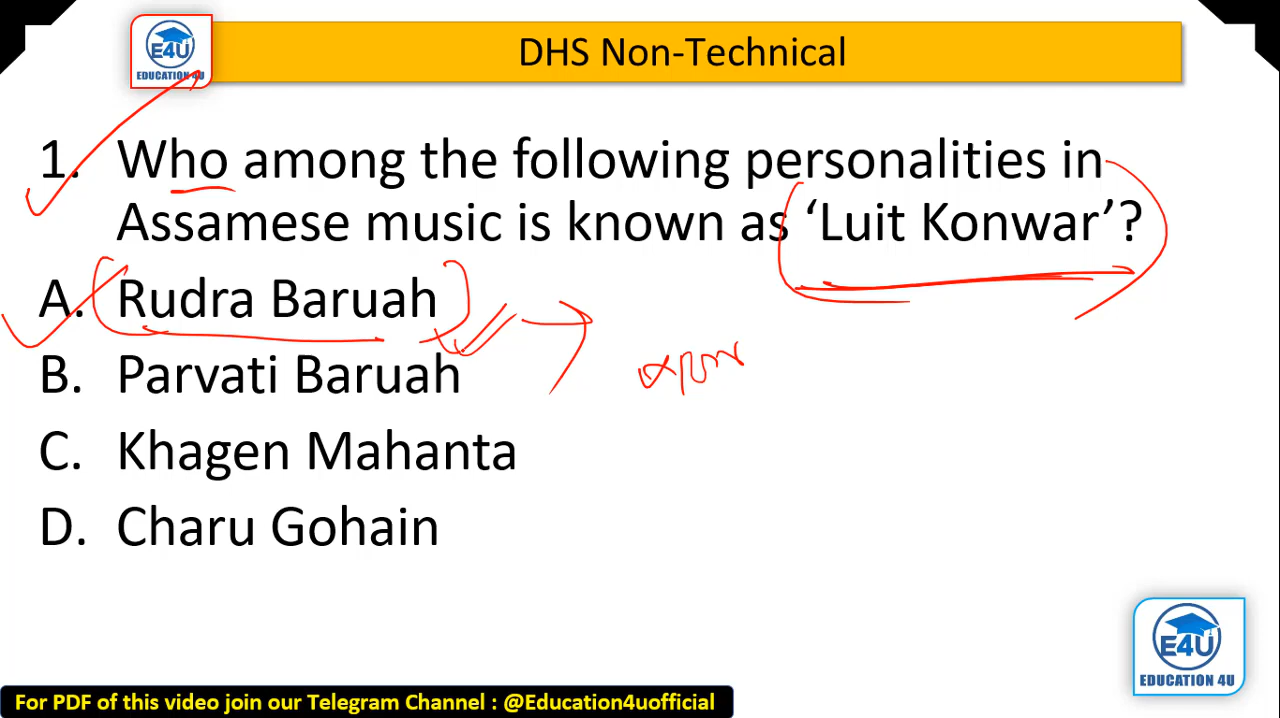 E4U
EDUCATION 4U
DHS Non-Technical
1. Who among the following personalities in
Assamese music is known as ‘Luit Konwar’?
A. Rudra Baruah
B. Parvati Baruah
C. Khagen Mahanta
D. Charu Gohain
E4U
EDUCATION 4U
For PDF of this video join our Telegram Channel : @Education4uofficial